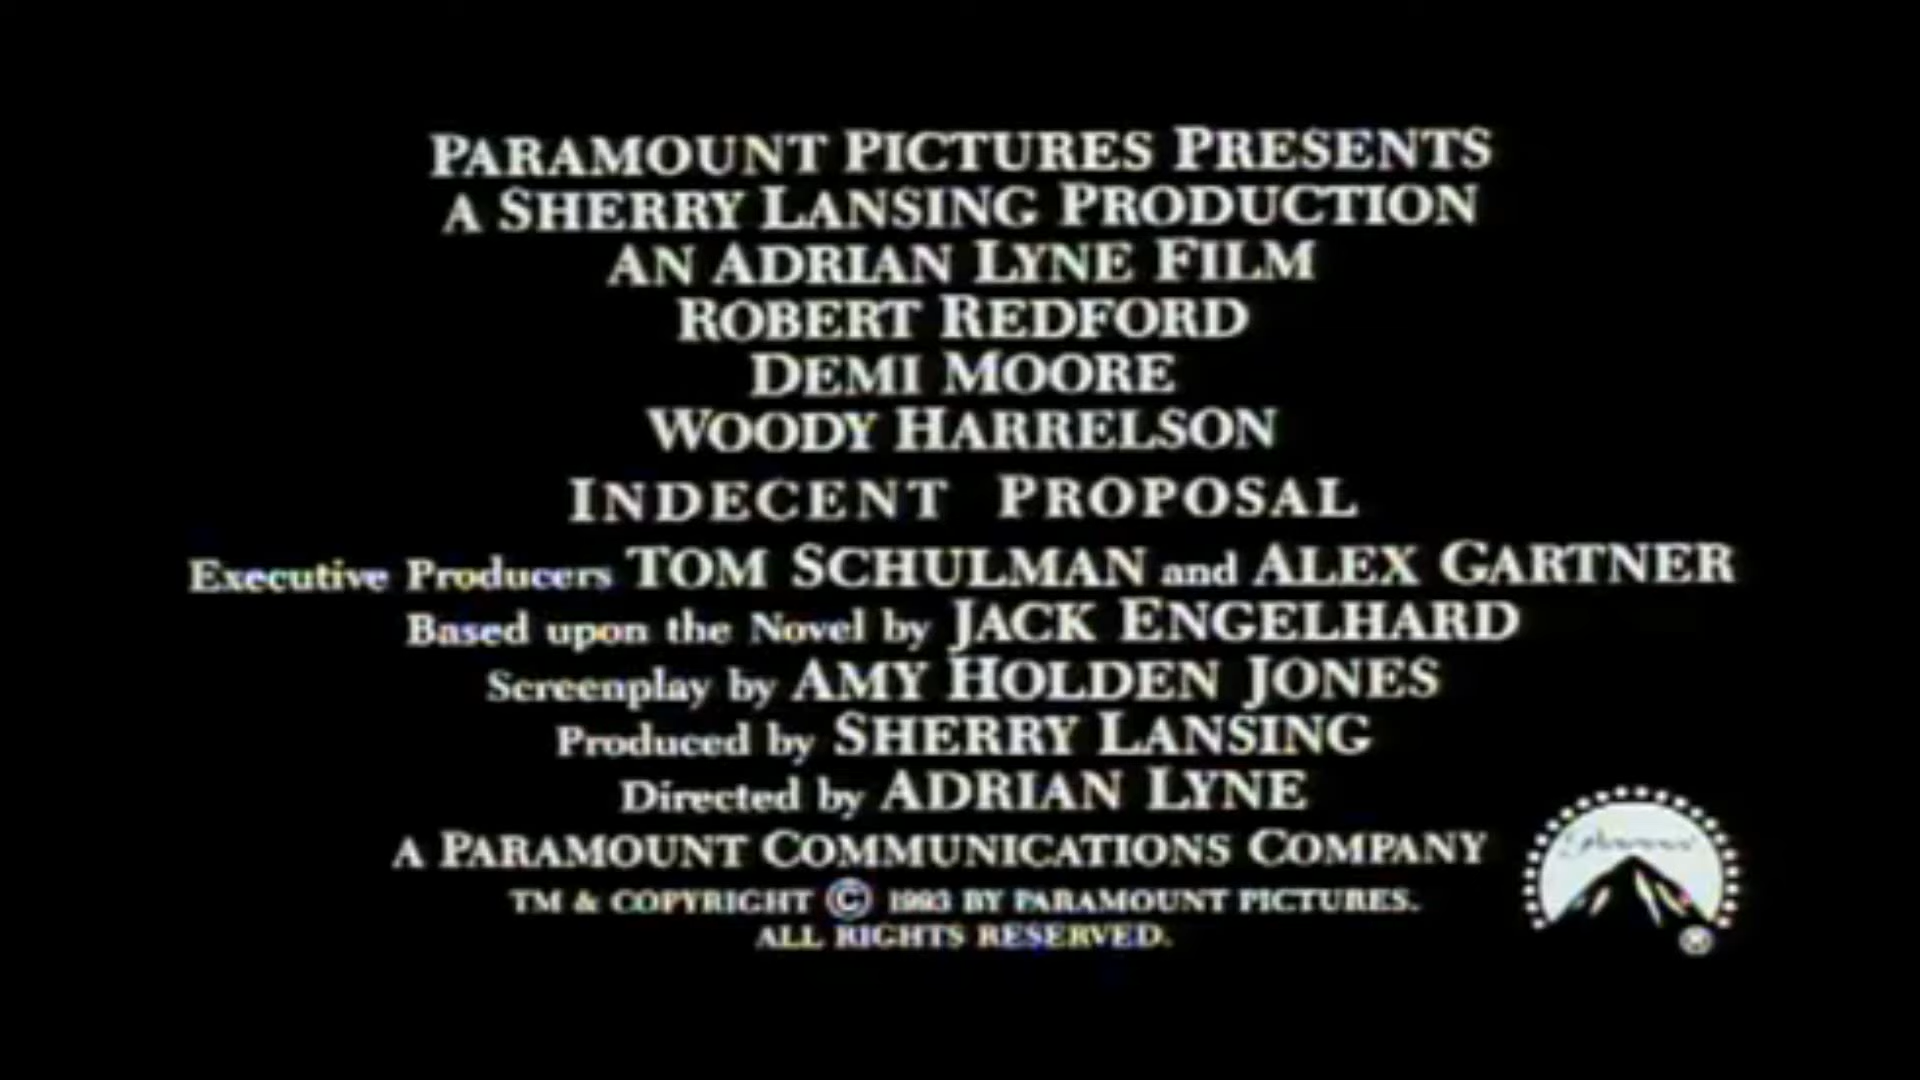 PARAMOUNT PICTURES PRESENTS
A SHERRY LANSING PRODUCTION
AN ADRIAN LYNE FILM
ROBERT REDFORD
DEMI MOORE
WOODY HARRELSON
INDECENT PROPOSAL
Executive Producers TOM SCHULMAN and ALEX GARTNER
Based upon the Novel by JACK ENGELHARD
Screenplay by AMY HOLDEN JONES
Produced by SHERRY LANSING
Directed by ADRIAN LYNE
A PARAMOUNT COMMUNICATIONS COMPANY
TM & COPYRIGHT © 1993 BY PARAMOUNT PICTURES.
ALL RIGHTS RESERVED.
Paramount
®